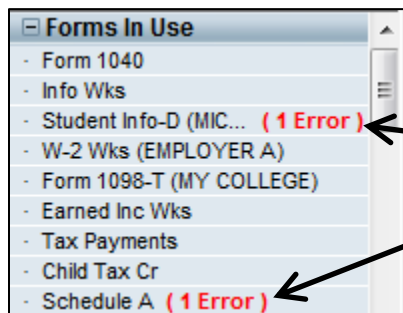 Forms In Use
Form 1040
Info Wks
Student Info-D (MIC... ( 1 Error )
W-2 Wks (EMPLOYER A)
Form 1098-T (MY COLLEGE)
Earned Inc Wks
Tax Payments
Child Tax Cr
Schedule A ( 1 Error )